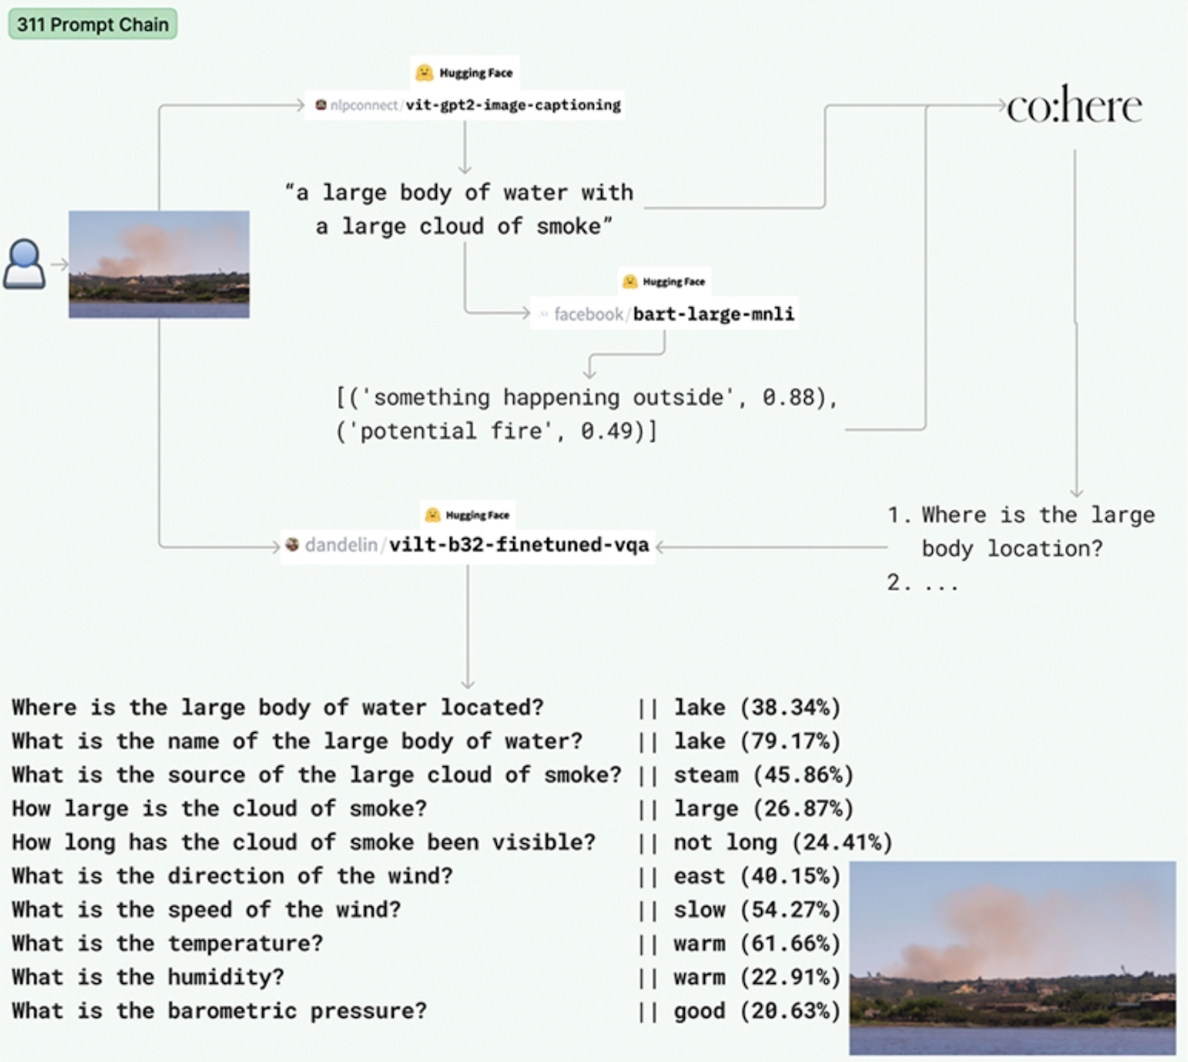 311 Prompt Chain
Hugging Face
nlpconnect/vit-gpt2-image-captioning
co:here
“a large body of water with
a large cloud of smoke”
Hugging Face
facebook/bart-large-mnli
[('something happening outside', 0.88),
('potential fire', 0.49)]
Hugging Face
dandelin/vilt-b32-finetuned-vqa
1. Where is the large
body location?
2. ...
Where is the large body of water located? || lake (38.34%)
What is the name of the large body of water? || lake (79.17%)
What is the source of the large cloud of smoke? || steam (45.86%)
How large is the cloud of smoke? || large (26.87%)
How long has the cloud of smoke been visible? || not long (24.41%)
What is the direction of the wind? || east (40.15%)
What is the speed of the wind? || slow (54.27%)
What is the temperature? || warm (61.66%)
What is the humidity? || warm (22.91%)
What is the barometric pressure? || good (20.63%)